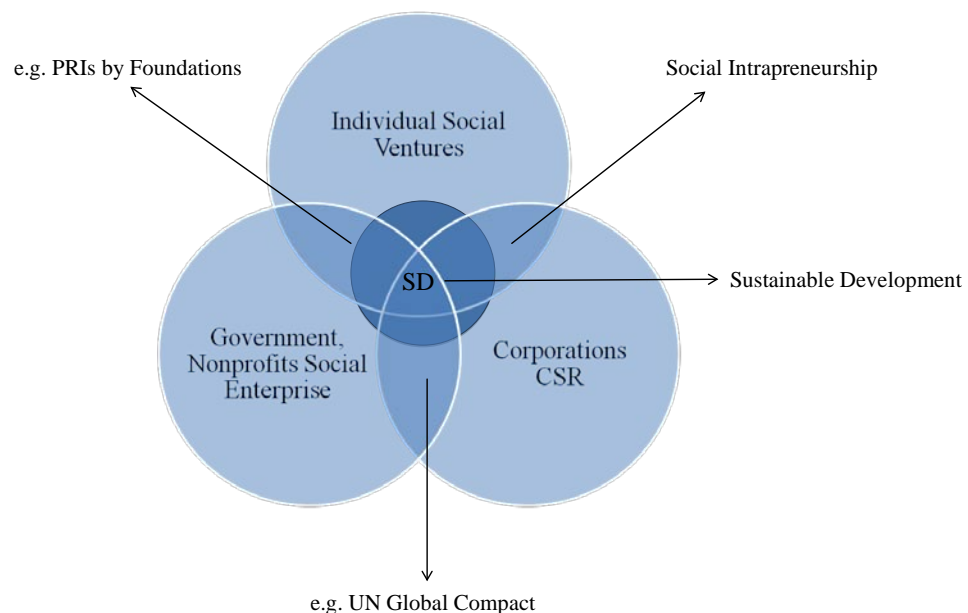 e.g. PRIs by Foundations
Social Intrapreneurship
Individual Social
Ventures
SD
Sustainable Development
Government,
Nonprofits Social
Enterprise
Corporations
CSR
e.g. UN Global Compact